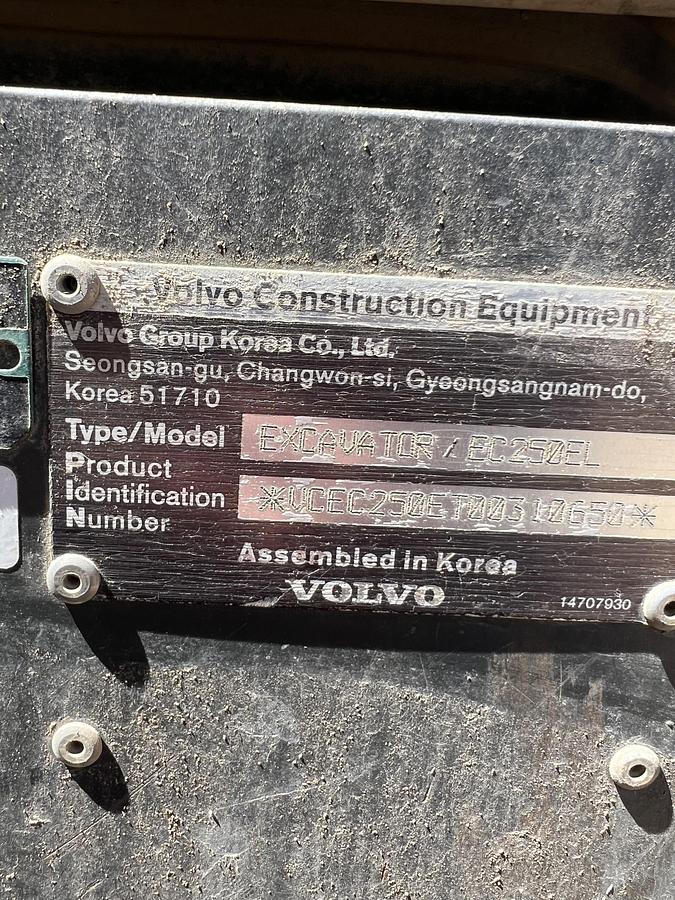 Volvo Construction Equipment
Volvo Group Korea Co., Ltd.
Seongsan-gu, Changwon-si, Gyeongsangnam-do,
Korea 51710
Type/Model EXCAVATOR / EC250EL
Product
Identification *VCEC250ET00310650*
Number
Assembled in Korea
VOLVO
14707930